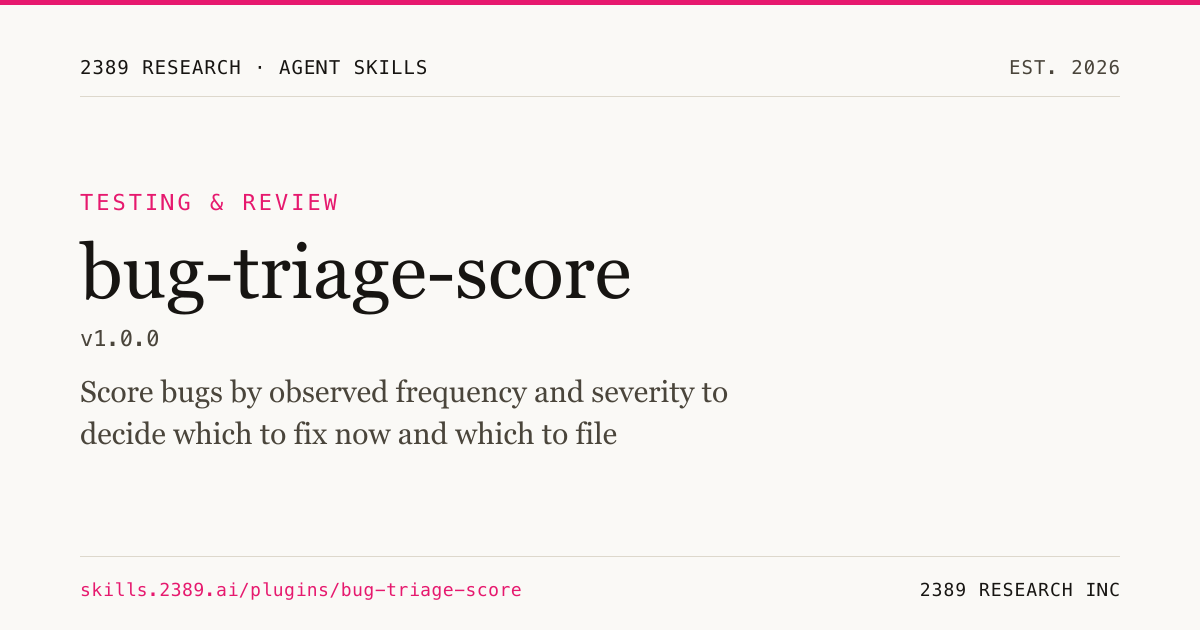 2389 RESEARCH · AGENT SKILLS
EST. 2026
TESTING & REVIEW
bug-triage-score
v1.0.0
Score bugs by observed frequency and severity to
decide which to fix now and which to file
skills.2389.ai/plugins/bug-triage-score
2389 RESEARCH INC